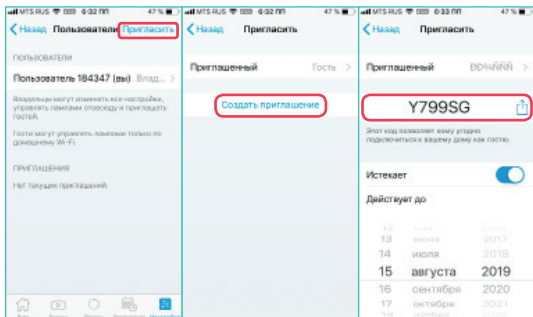 MTS RUS 6:32 ПП 47 %
Назад Пользователи Пригласить
ПОЛЬЗОВАТЕЛИ
Пользователь 184347 (вы) Влад...
Владельцы могут изменять все настройки,
управлять лампами отовсюду и приглашать
гостей.
Гости могут управлять лампами только по
домашнему Wi-Fi.
ПРИГЛАШЕНИЯ
Нет текущих приглашений.
MTS RUS 6:32 ПП 47 %
Назад Пригласить
Приглашенный Гость
Создать приглашение
MTS RUS 6:33 ПП 47 %
Назад Пригласить
Приглашенный
Y799SG
Этот код позволяет кому угодно
подключиться к вашему дому как гостю.
Истекает
Действует до
13 июня 2017
14 июля 2018
15 августа 2019
16 сентября 2020
17 октября 2021